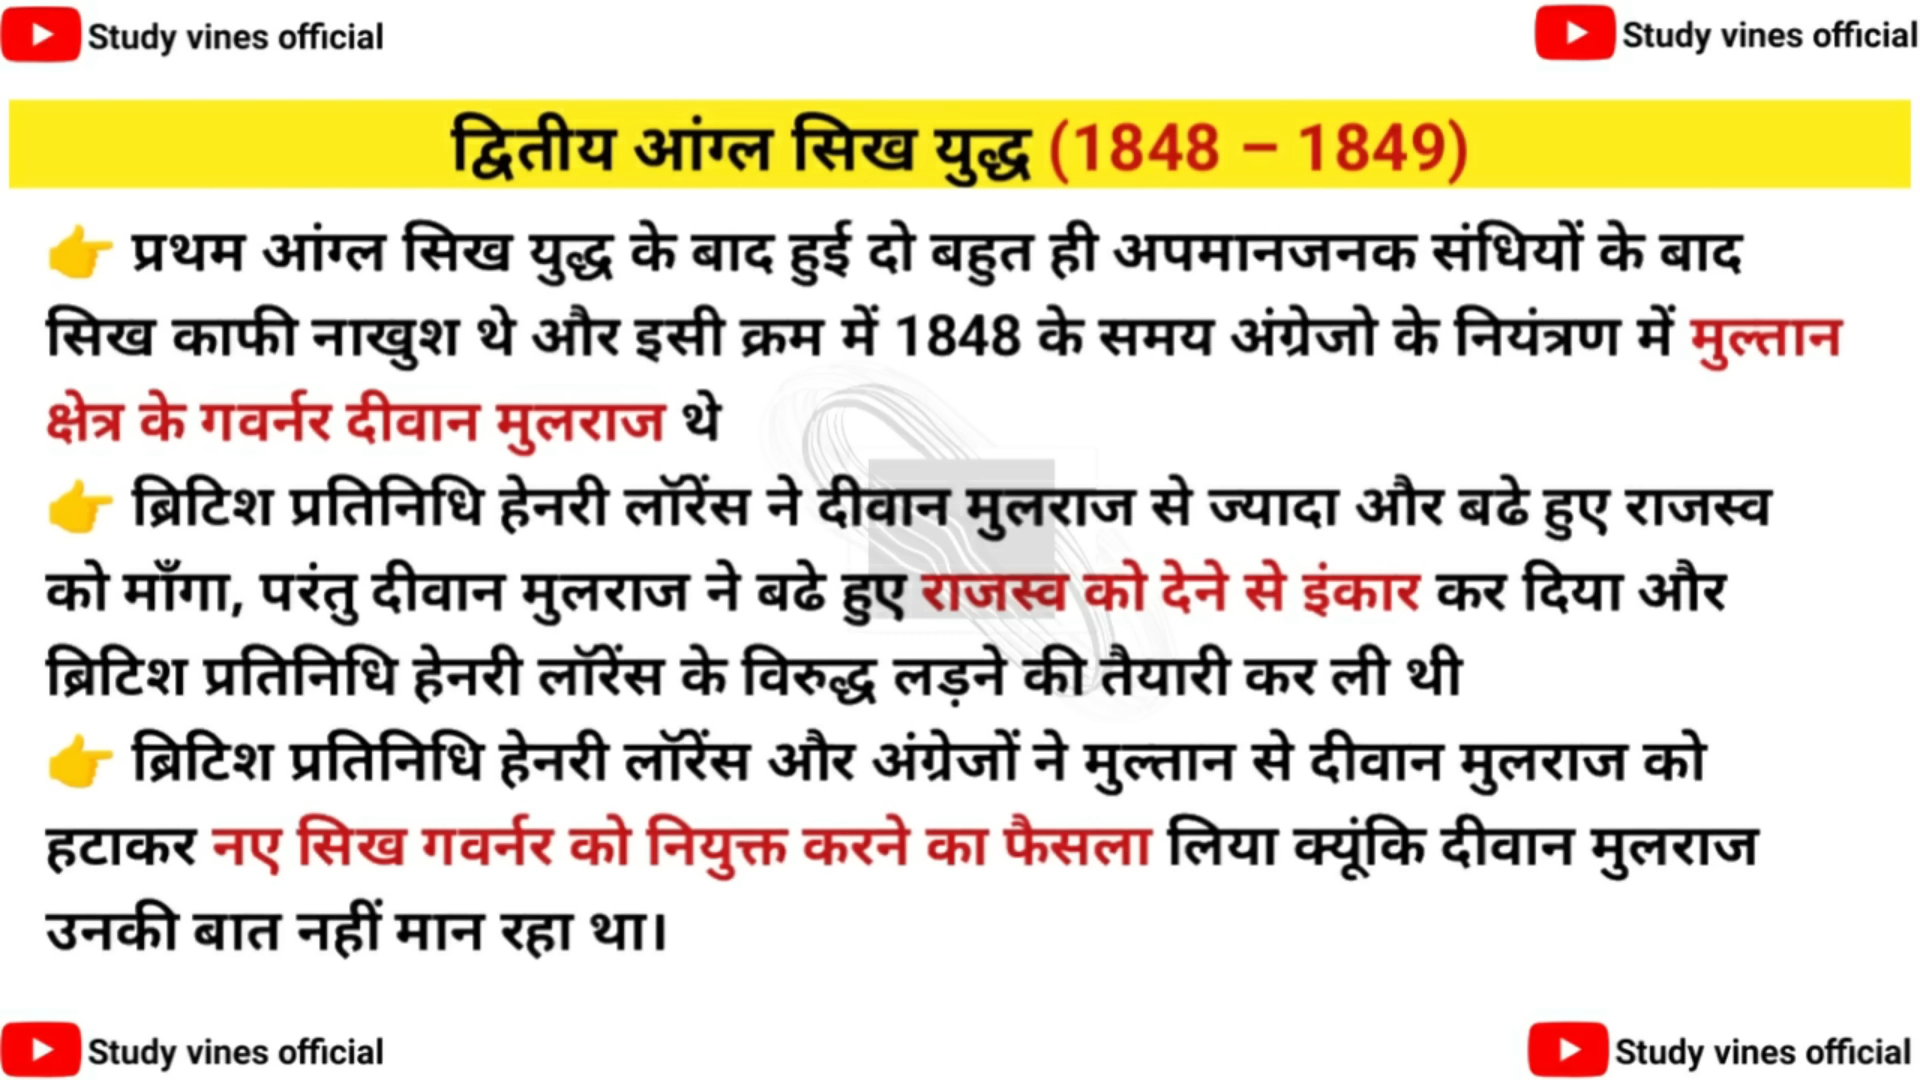 Study vines official
Study vines official
द्वितीय आंग्ल सिख युद्ध (1848 – 1849)
👉 प्रथम आंग्ल सिख युद्ध के बाद हुई दो बहुत ही अपमानजनक संधियों के बाद
सिख काफी नाखुश थे और इसी क्रम में 1848 के समय अंग्रेजो के नियंत्रण में मुल्तान
क्षेत्र के गवर्नर दीवान मुलराज थे
👉 ब्रिटिश प्रतिनिधि हेनरी लॉरेंस ने दीवान मुलराज से ज्यादा और बढे हुए राजस्व
को माँगा, परंतु दीवान मुलराज ने बढे हुए राजस्व को देने से इंकार कर दिया और
ब्रिटिश प्रतिनिधि हेनरी लॉरेंस के विरुद्ध लड़ने की तैयारी कर ली थी
👉 ब्रिटिश प्रतिनिधि हेनरी लॉरेंस और अंग्रेजों ने मुल्तान से दीवान मुलराज को
हटाकर नए सिख गवर्नर को नियुक्त करने का फैसला लिया क्यूंकि दीवान मुलराज
उनकी बात नहीं मान रहा था।
Study vines official
Study vines official